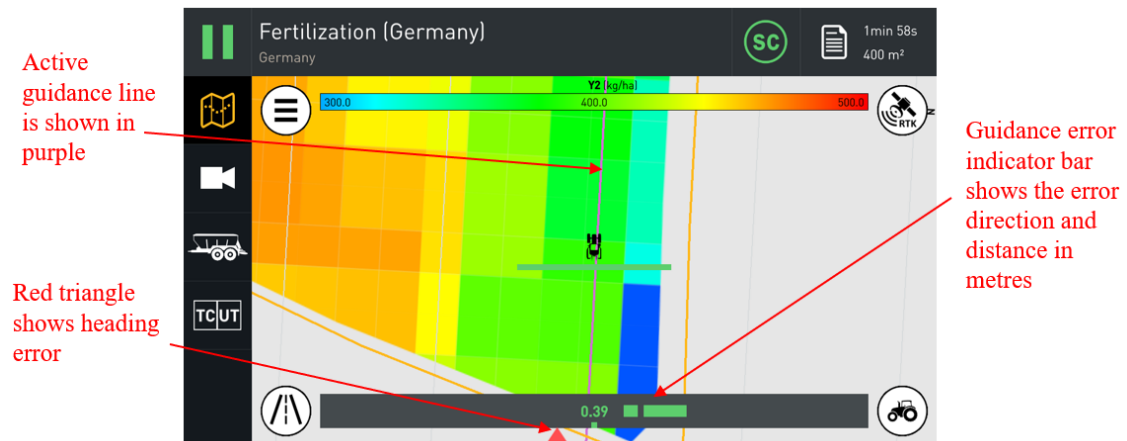 Fertilization (Germany)
Germany
SC
1min 58s
400 m²
Active
guidance line
is shown in
purple
Y2 [kg/ha]
300.0
400.0
500.0
RTK
N
Guidance error
indicator bar
shows the error
direction and
distance in
metres
Red triangle
shows heading
error
TC UT
0.39